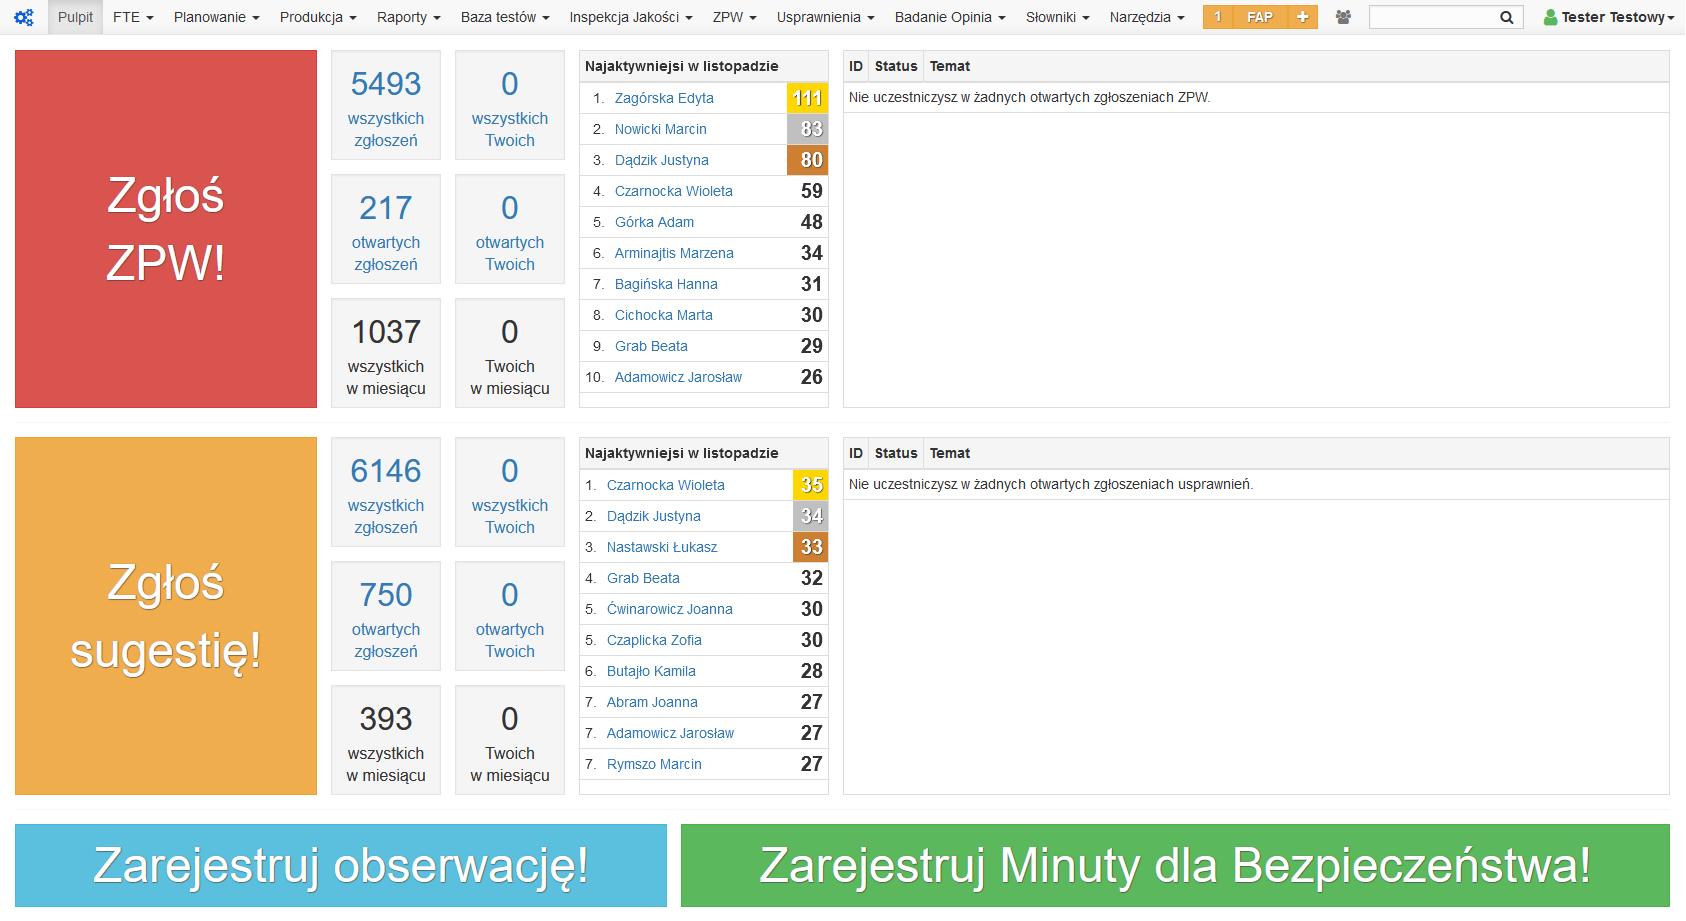 Pulpit FTE Planowanie Produkcja Raporty Baza testów Inspekcja Jakości ZPW Usprawnienia Badanie Opinia Słowniki Narzędzia 1 FAP + Tester Testowy
Zgłoś
ZPW!
5493
wszystkich
zgłoszeń
0
wszystkich
Twoich
217
otwartych
zgłoszeń
0
otwartych
Twoich
1037
wszystkich
w miesiącu
0
Twoich
w miesiącu
Najaktywniejsi w listopadzie
1. Zagórska Edyta 111
2. Nowicki Marcin 83
3. Dądzik Justyna 80
4. Czarnocka Wioleta 59
5. Górka Adam 48
6. Arminajtis Marzena 34
7. Bagińska Hanna 31
8. Cichocka Marta 30
9. Grab Beata 29
10. Adamowicz Jarosław 26
ID Status Temat
Nie uczestniczysz w żadnych otwartych zgłoszeniach ZPW.
Zgłoś
sugestię!
6146
wszystkich
zgłoszeń
0
wszystkich
Twoich
750
otwartych
zgłoszeń
0
otwartych
Twoich
393
wszystkich
w miesiącu
0
Twoich
w miesiącu
Najaktywniejsi w listopadzie
1. Czarnocka Wioleta 35
2. Dądzik Justyna 34
3. Nastawski Łukasz 33
4. Grab Beata 32
5. Ćwinarowicz Joanna 30
5. Czaplicka Zofia 30
6. Butajło Kamila 28
7. Abram Joanna 27
7. Adamowicz Jarosław 27
7. Rymszo Marcin 27
ID Status Temat
Nie uczestniczysz w żadnych otwartych zgłoszeniach usprawnień.
Zarejestruj obserwację!
Zarejestruj Minuty dla Bezpieczeństwa!